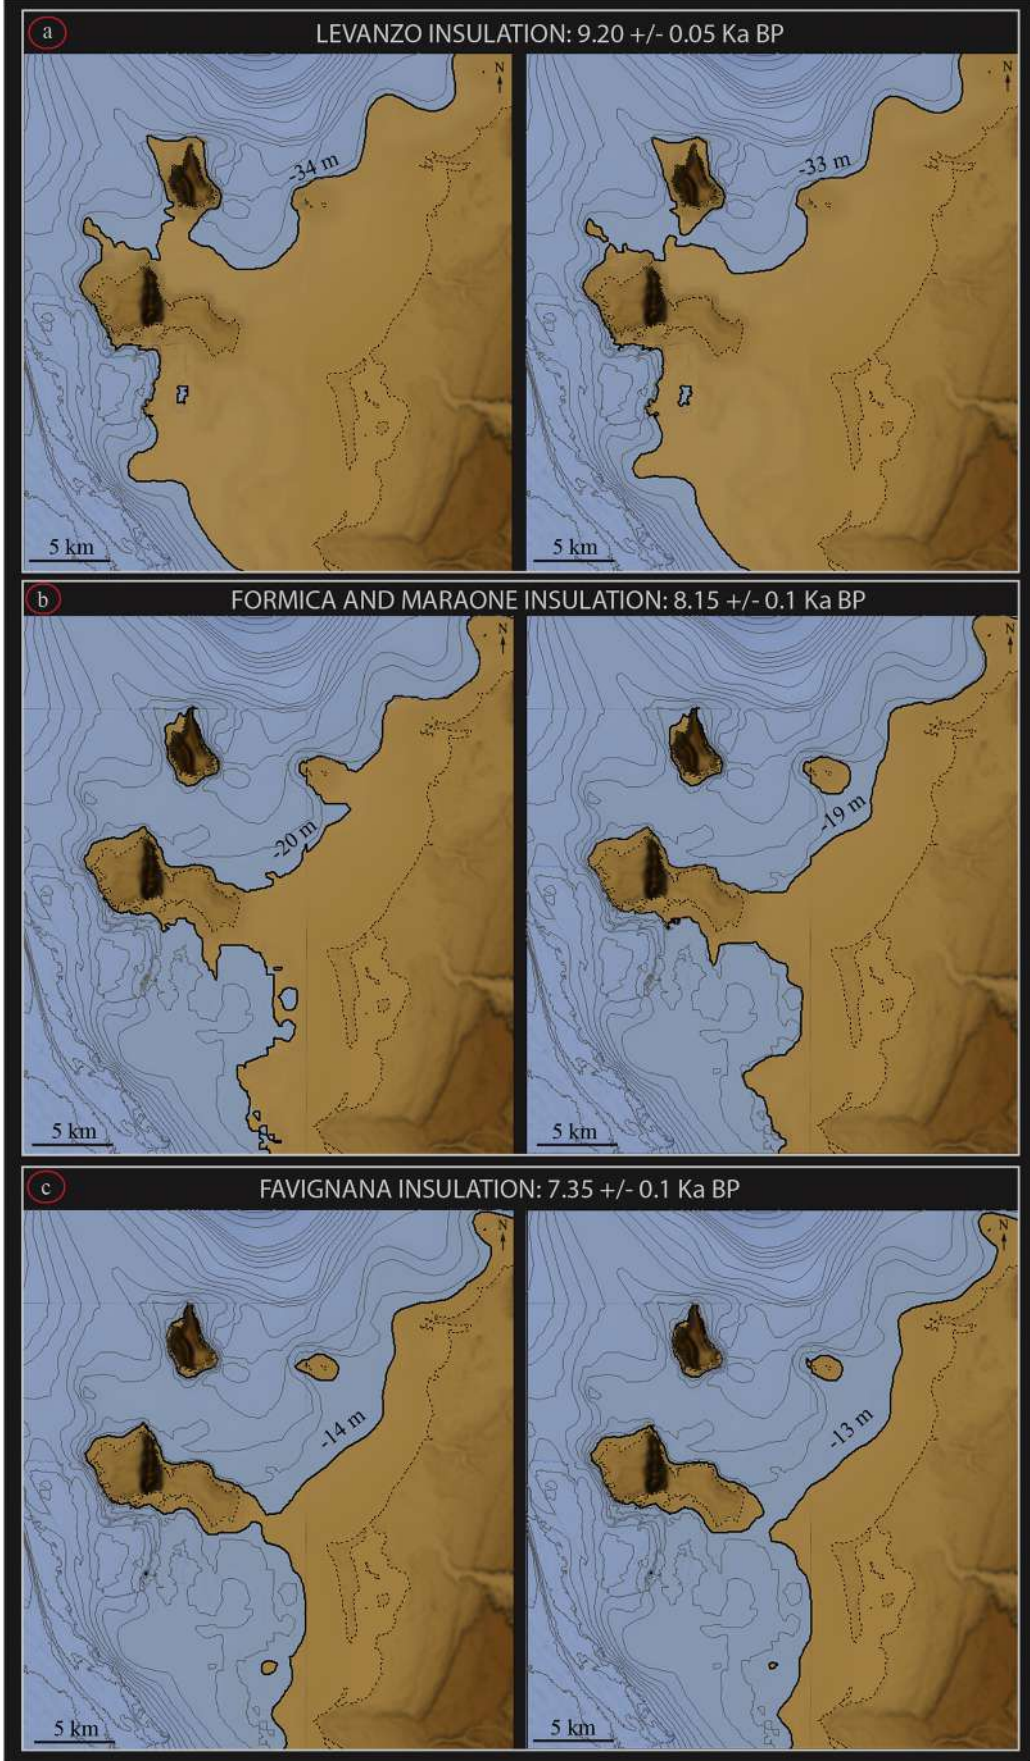 a
LEVANZO INSULATION: 9.20 +/- 0.05 Ka BP
N
N
-34 m
-33 m
5 km
5 km
b
FORMICA AND MARAONE INSULATION: 8.15 +/- 0.1 Ka BP
N
N
-20 m
-19 m
5 km
5 km
c
FAVIGNANA INSULATION: 7.35 +/- 0.1 Ka BP
N
N
-14 m
-13 m
5 km
5 km